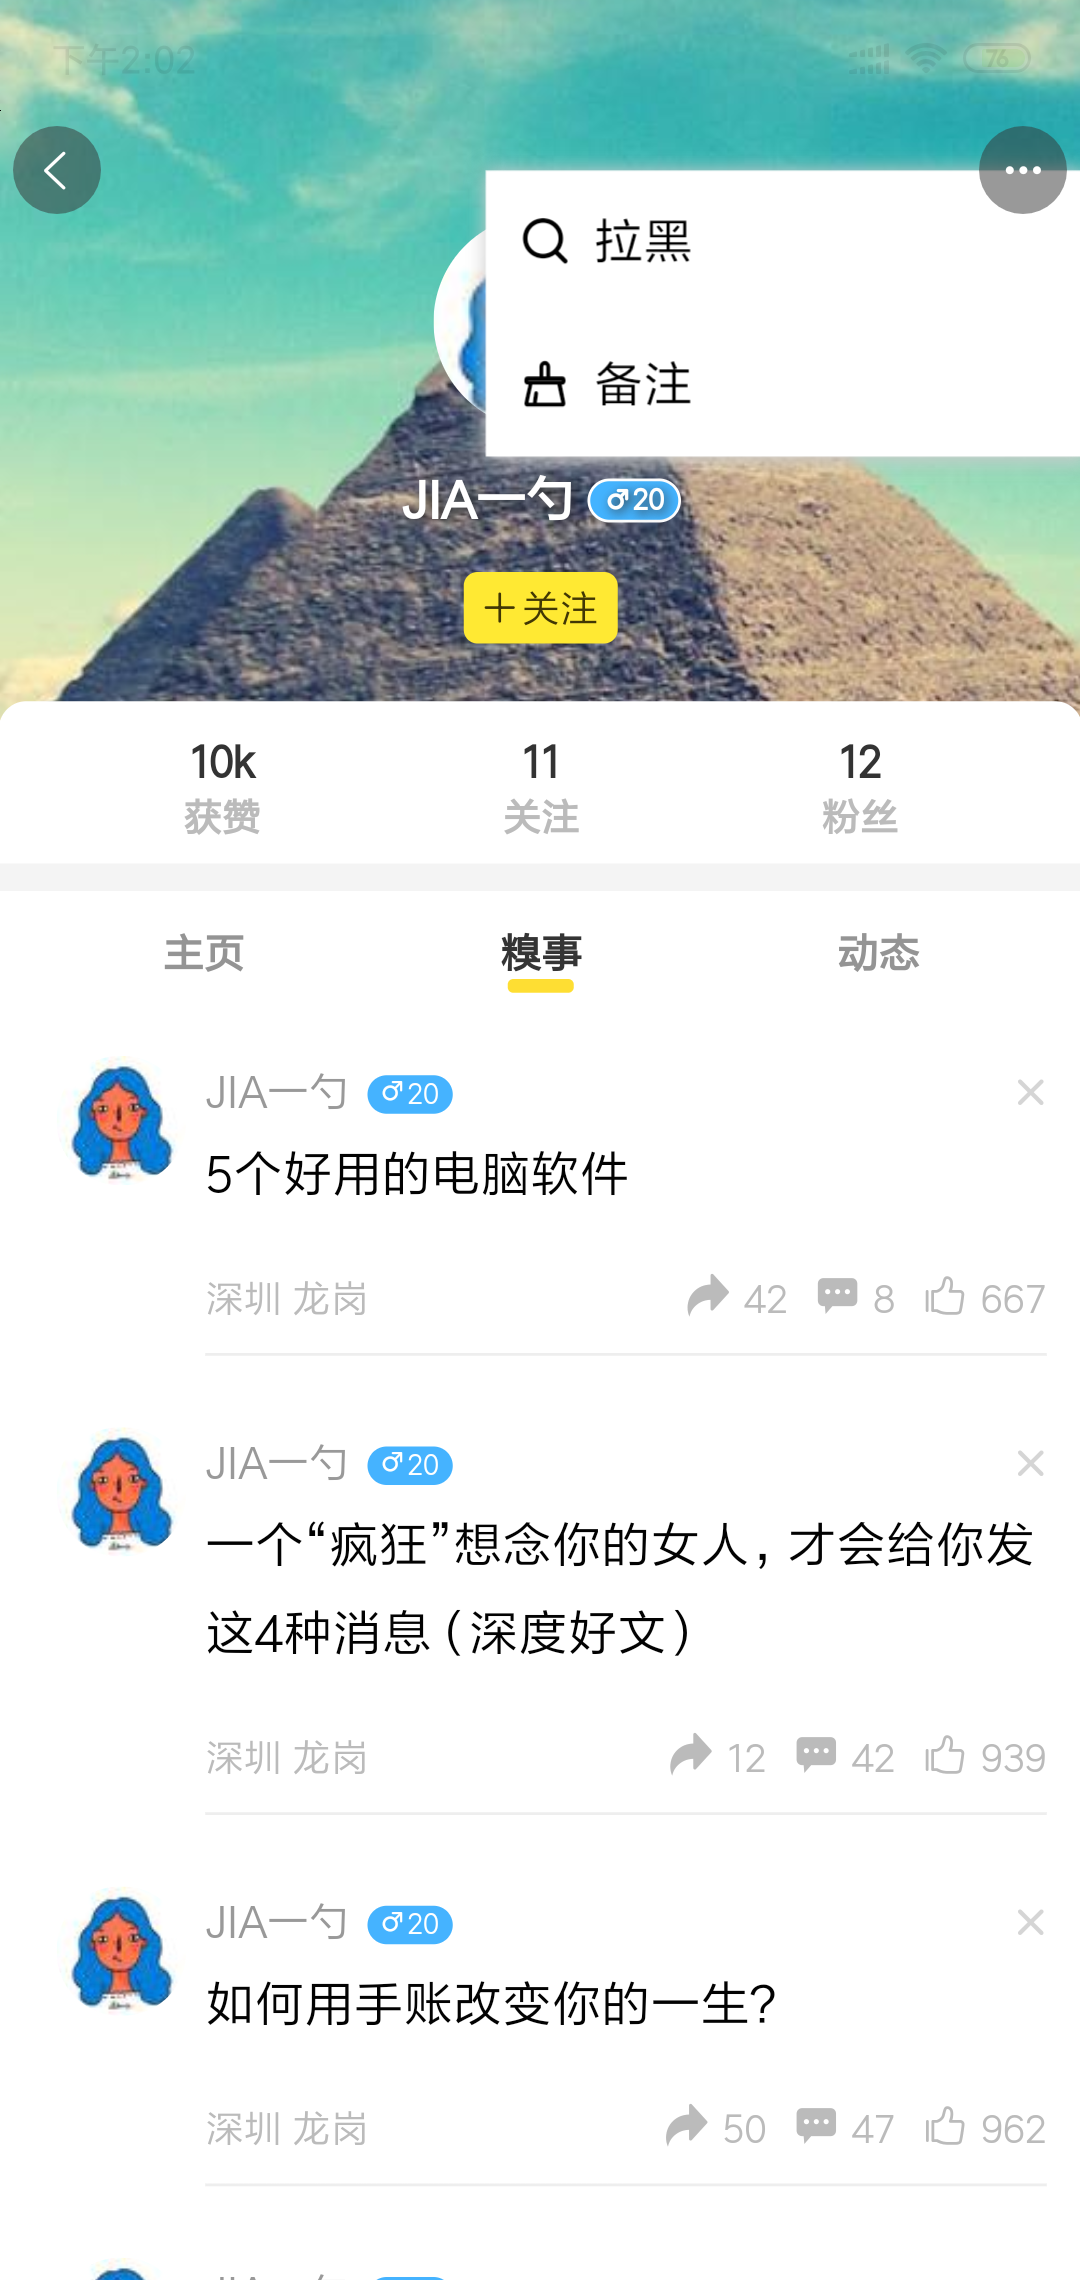 下午2:02
76
拉黑
备注
JIA一勺 ♂20
+关注
10k 11 12
获赞 关注 粉丝
主页 糗事 动态
JIA一勺 ♂20
5个好用的电脑软件
深圳 龙岗 42 8 667
JIA一勺 ♂20
一个“疯狂”想念你的女人，才会给你发
这4种消息（深度好文）
深圳 龙岗 12 42 939
JIA一勺 ♂20
如何用手账改变你的一生？
深圳 龙岗 50 47 962